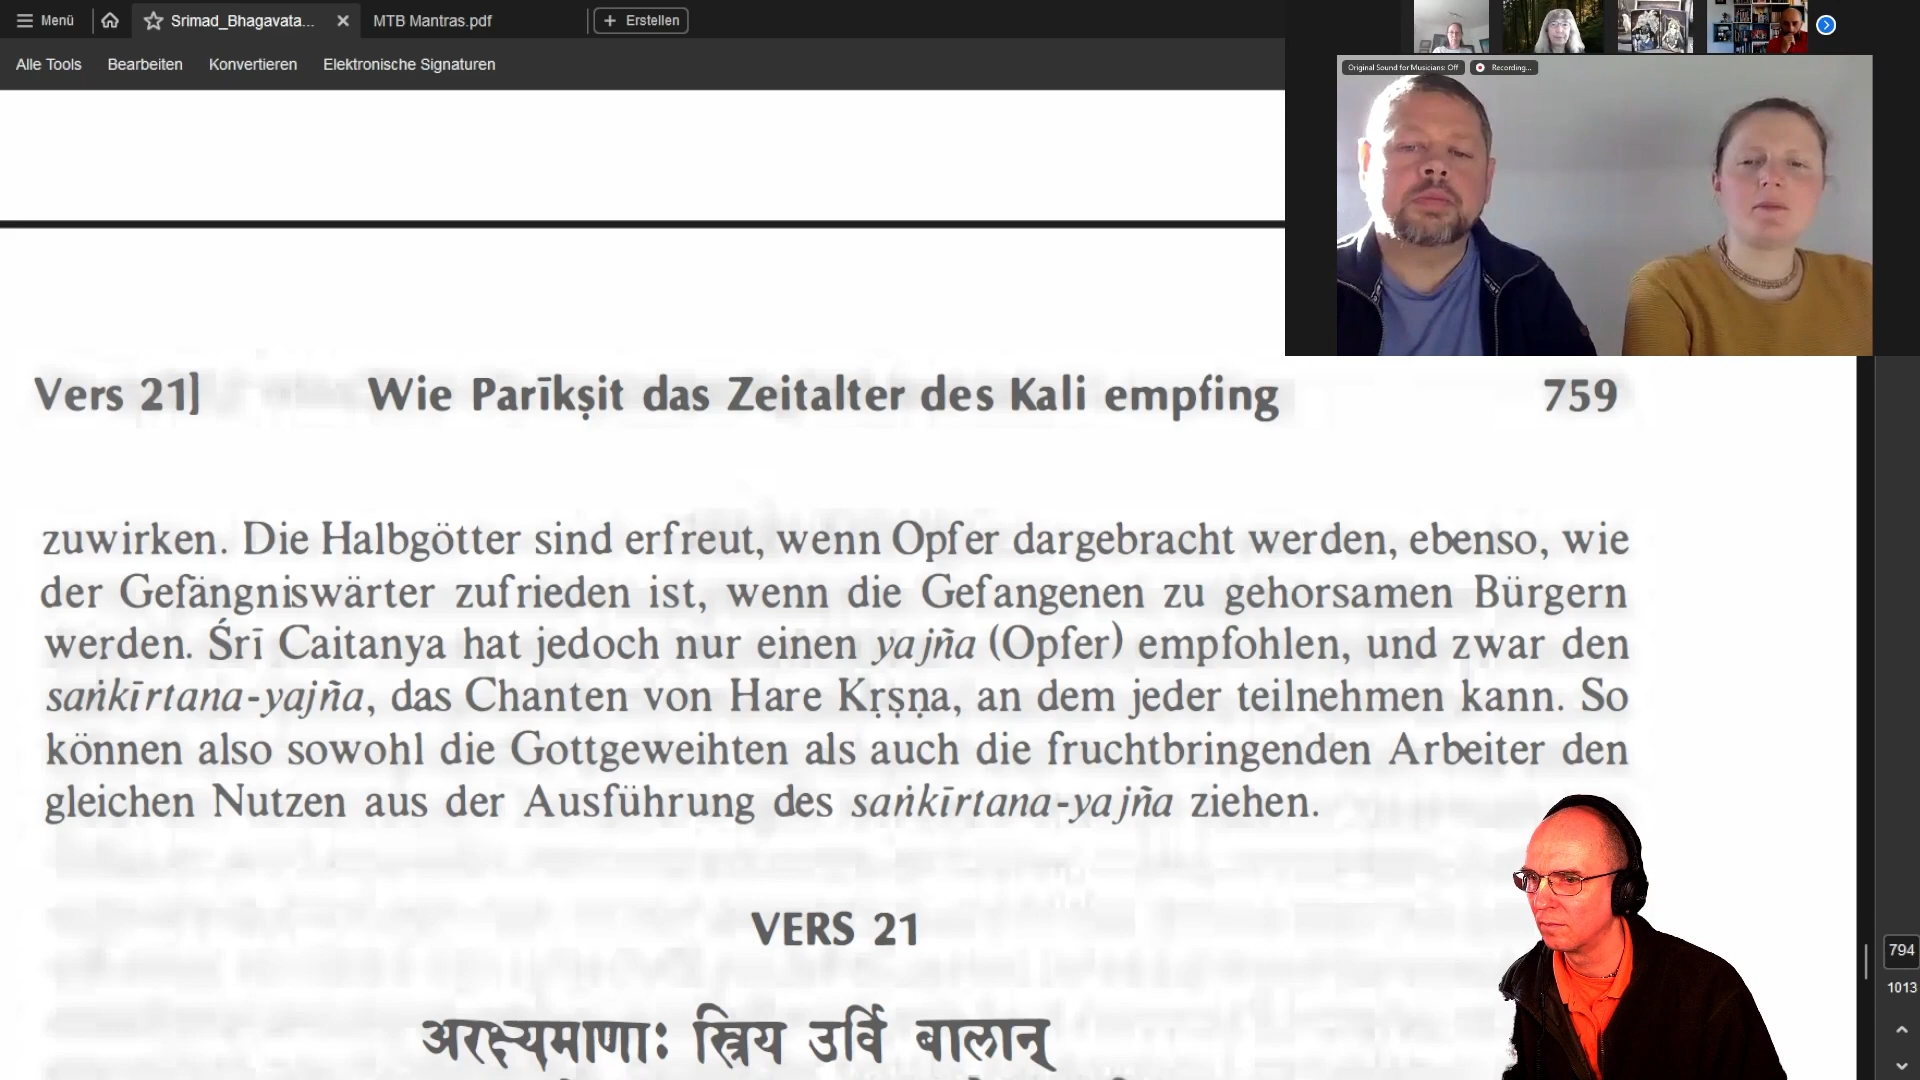 Menü
Srimad_Bhagavata...
MTB Mantras.pdf
Erstellen
Alle Tools
Bearbeiten
Konvertieren
Elektronische Signaturen
Original Sound for Musicians: Off
Recording...
Vers 21] Wie Parīkṣit das Zeitalter des Kali empfing 759
zuwirken. Die Halbgötter sind erfreut, wenn Opfer dargebracht werden, ebenso, wie
der Gefängniswärter zufrieden ist, wenn die Gefangenen zu gehorsamen Bürgern
werden. Śrī Caitanya hat jedoch nur einen yajña (Opfer) empfohlen, und zwar den
saṅkīrtana-yajña, das Chanten von Hare Kṛṣṇa, an dem jeder teilnehmen kann. So
können also sowohl die Gottgeweihten als auch die fruchtbringenden Arbeiter den
gleichen Nutzen aus der Ausführung des saṅkīrtana-yajña ziehen.
VERS 21
अरक्ष्यमाणाः स्त्रिय उर्वि बालान्
794
1013